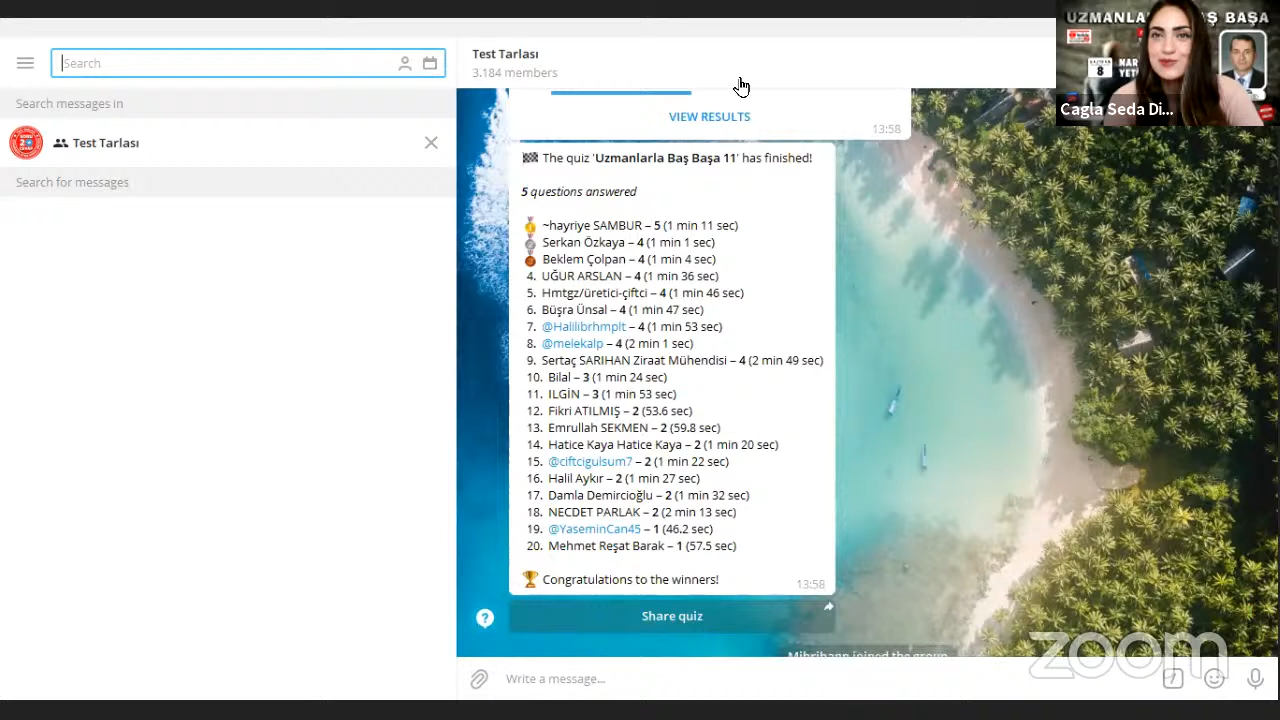 Search
Search messages in
Test Tarlası
Search for messages
Test Tarlası
3.184 members
VIEW RESULTS
13:58
The quiz 'Uzmanlarla Baş Başa 11' has finished!
5 questions answered
~hayriye SAMBUR – 5 (1 min 11 sec)
Serkan Özkaya – 4 (1 min 1 sec)
Beklem Çolpan – 4 (1 min 4 sec)
4. UĞUR ARSLAN – 4 (1 min 36 sec)
5. Hmtgz/üretici-çiftci – 4 (1 min 46 sec)
6. Büşra Ünsal – 4 (1 min 47 sec)
7. @Halilibrhmplt – 4 (1 min 53 sec)
8. @meiekalp – 4 (2 min 1 sec)
9. Sertaç SARIHAN Ziraat Mühendisi – 4 (2 min 49 sec)
10. Bilal – 3 (1 min 24 sec)
11. ILGİN – 3 (1 min 53 sec)
12. Fikri ATILMIŞ – 2 (53.6 sec)
13. Emrullah SEKMEN – 2 (59.8 sec)
14. Hatice Kaya Hatice Kaya – 2 (1 min 20 sec)
15. @ciftcigulsum7 – 2 (1 min 22 sec)
16. Halil Aykır – 2 (1 min 27 sec)
17. Damla Demircioğlu – 2 (1 min 32 sec)
18. NECDET PARLAK – 2 (2 min 13 sec)
19. @YaseminCan45 – 1 (46.2 sec)
20. Mehmet Reşat Barak – 1 (57.5 sec)
Congratulations to the winners!
13:58
Share quiz
Mihribann joined the group
Write a message...
UZMANLA Ş BAŞA
8
NAR
YET
Cagla Seda Di...
zoom